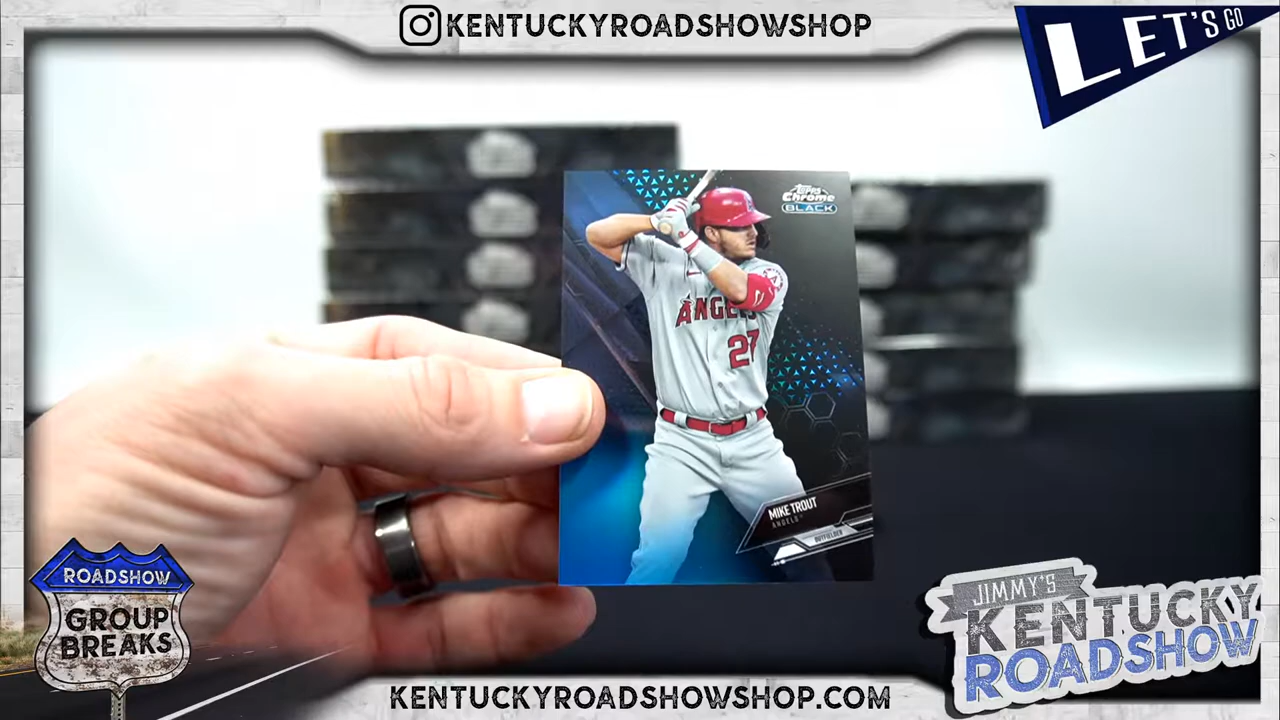 KENTUCKYROADSHOWSHOP
LET'S GO
Topps
Chrome
BLACK
ANGELS
27
MIKE TROUT
ANGELS
OUTFIELDER
ROADSHOW
GROUP
BREAKS
JIMMY'S
KENTUCKY
ROADSHOW
KENTUCKYROADSHOWSHOP.COM